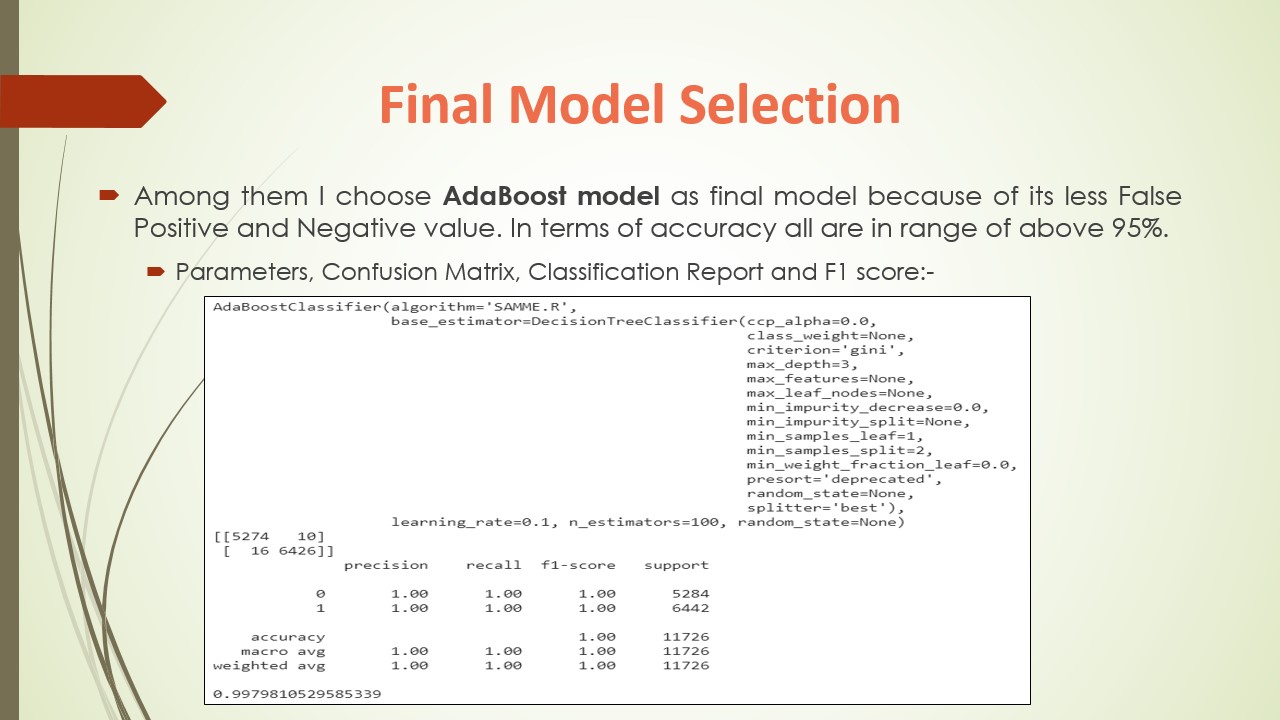 Final Model Selection
Among them I choose AdaBoost model as final model because of its less False
Positive and Negative value. In terms of accuracy all are in range of above 95%.
Parameters, Confusion Matrix, Classification Report and F1 score:-
AdaBoostClassifier(algorithm='SAMME.R',
base_estimator=DecisionTreeClassifier(ccp_alpha=0.0,
class_weight=None,
criterion='gini',
max_depth=3,
max_features=None,
max_leaf_nodes=None,
min_impurity_decrease=0.0,
min_impurity_split=None,
min_samples_leaf=1,
min_samples_split=2,
min_weight_fraction_leaf=0.0,
presort='deprecated',
random_state=None,
splitter='best'),
learning_rate=0.1, n_estimators=100, random_state=None)
[[5274 10]
[ 16 6426]]
precision recall f1-score support
0 1.00 1.00 1.00 5284
1 1.00 1.00 1.00 6442
accuracy 1.00 11726
macro avg 1.00 1.00 1.00 11726
weighted avg 1.00 1.00 1.00 11726
0.9979810529585339